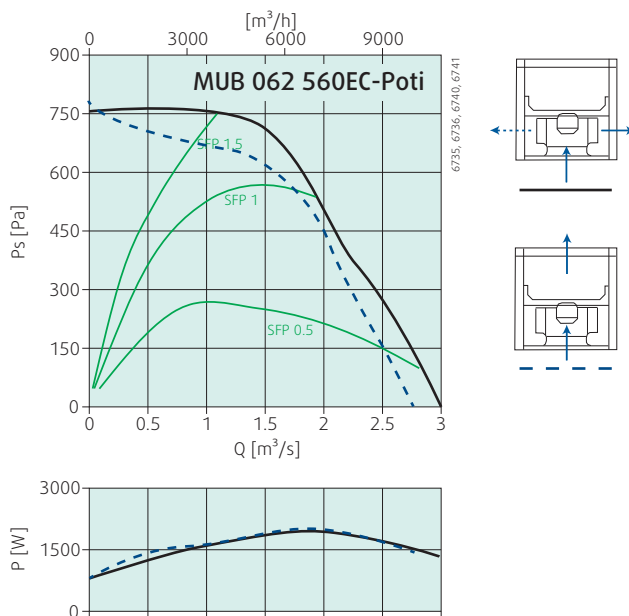 [m³/h]
0 3000 6000 9000
900
MUB 062 560EC-Poti
750
600
450
300
150
0
Ps [Pa]
SFP 1.5
SFP 1
SFP 0.5
6735, 6736, 6740, 6741
0 0.5 1 1.5 2 2.5 3
Q [m³/s]
3000
1500
0
P [W]